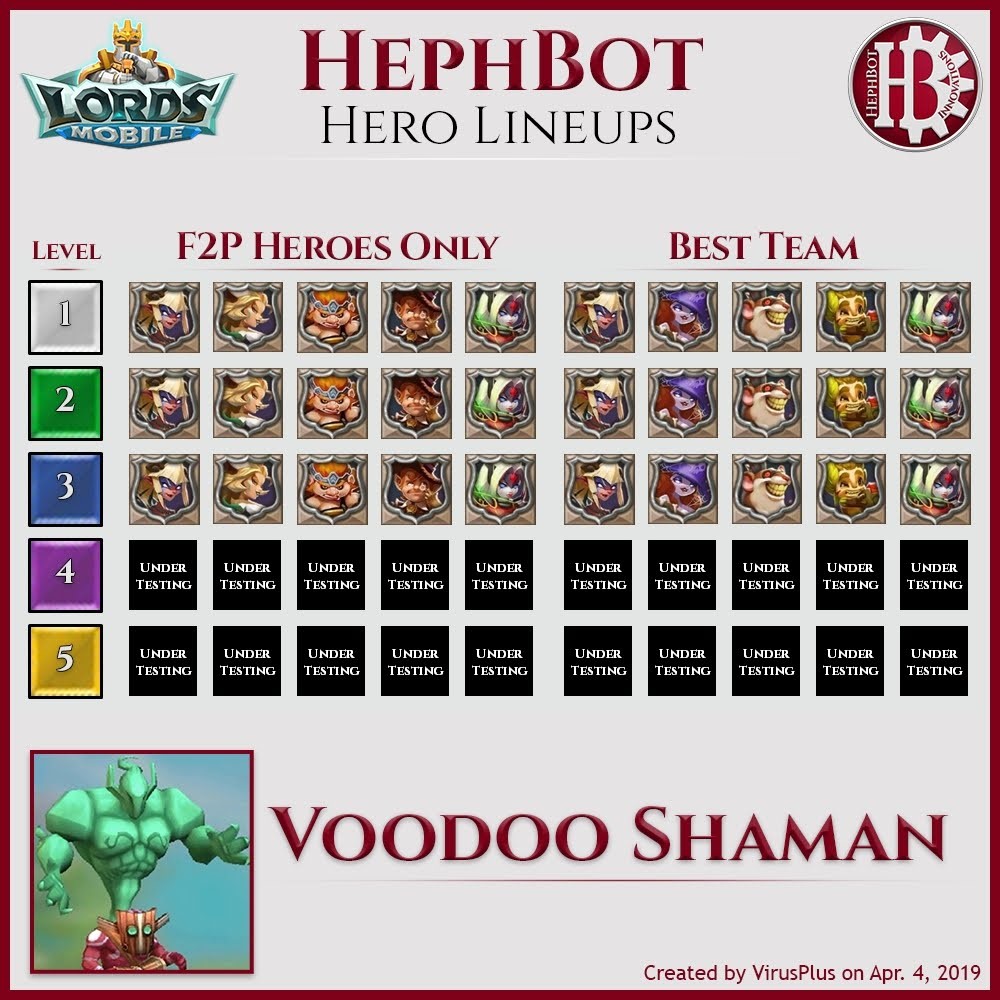 LORDS
MOBILE
HEPHBOT
HERO LINEUPS
HEPHBOT
HB
INNOVATIONS
LEVEL
F2P HEROES ONLY
BEST TEAM
1
2
3
4
UNDER TESTING UNDER TESTING UNDER TESTING UNDER TESTING UNDER TESTING UNDER TESTING UNDER TESTING UNDER TESTING UNDER TESTING UNDER TESTING
5
UNDER TESTING UNDER TESTING UNDER TESTING UNDER TESTING UNDER TESTING UNDER TESTING UNDER TESTING UNDER TESTING UNDER TESTING UNDER TESTING
VOODOO SHAMAN
Created by VirusPlus on Apr. 4, 2019